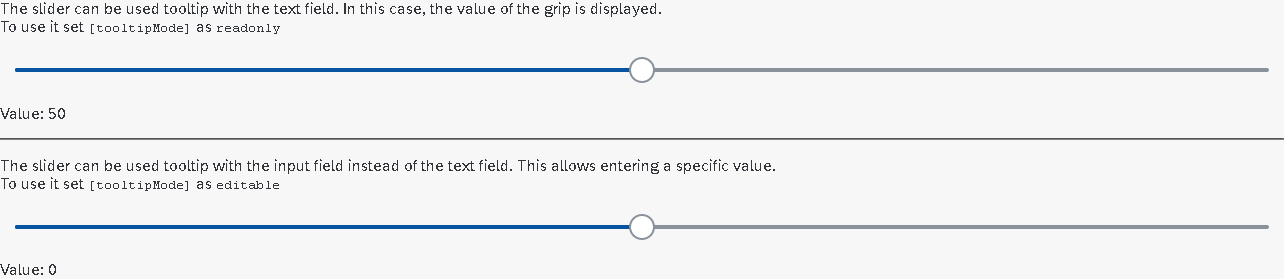 The slider can be used tooltip with the text field. In this case, the value of the grip is displayed.
To use it set [tooltipMode] as readonly
Value: 50
The slider can be used tooltip with the input field instead of the text field. This allows entering a specific value.
To use it set [tooltipMode] as editable
Value: 0